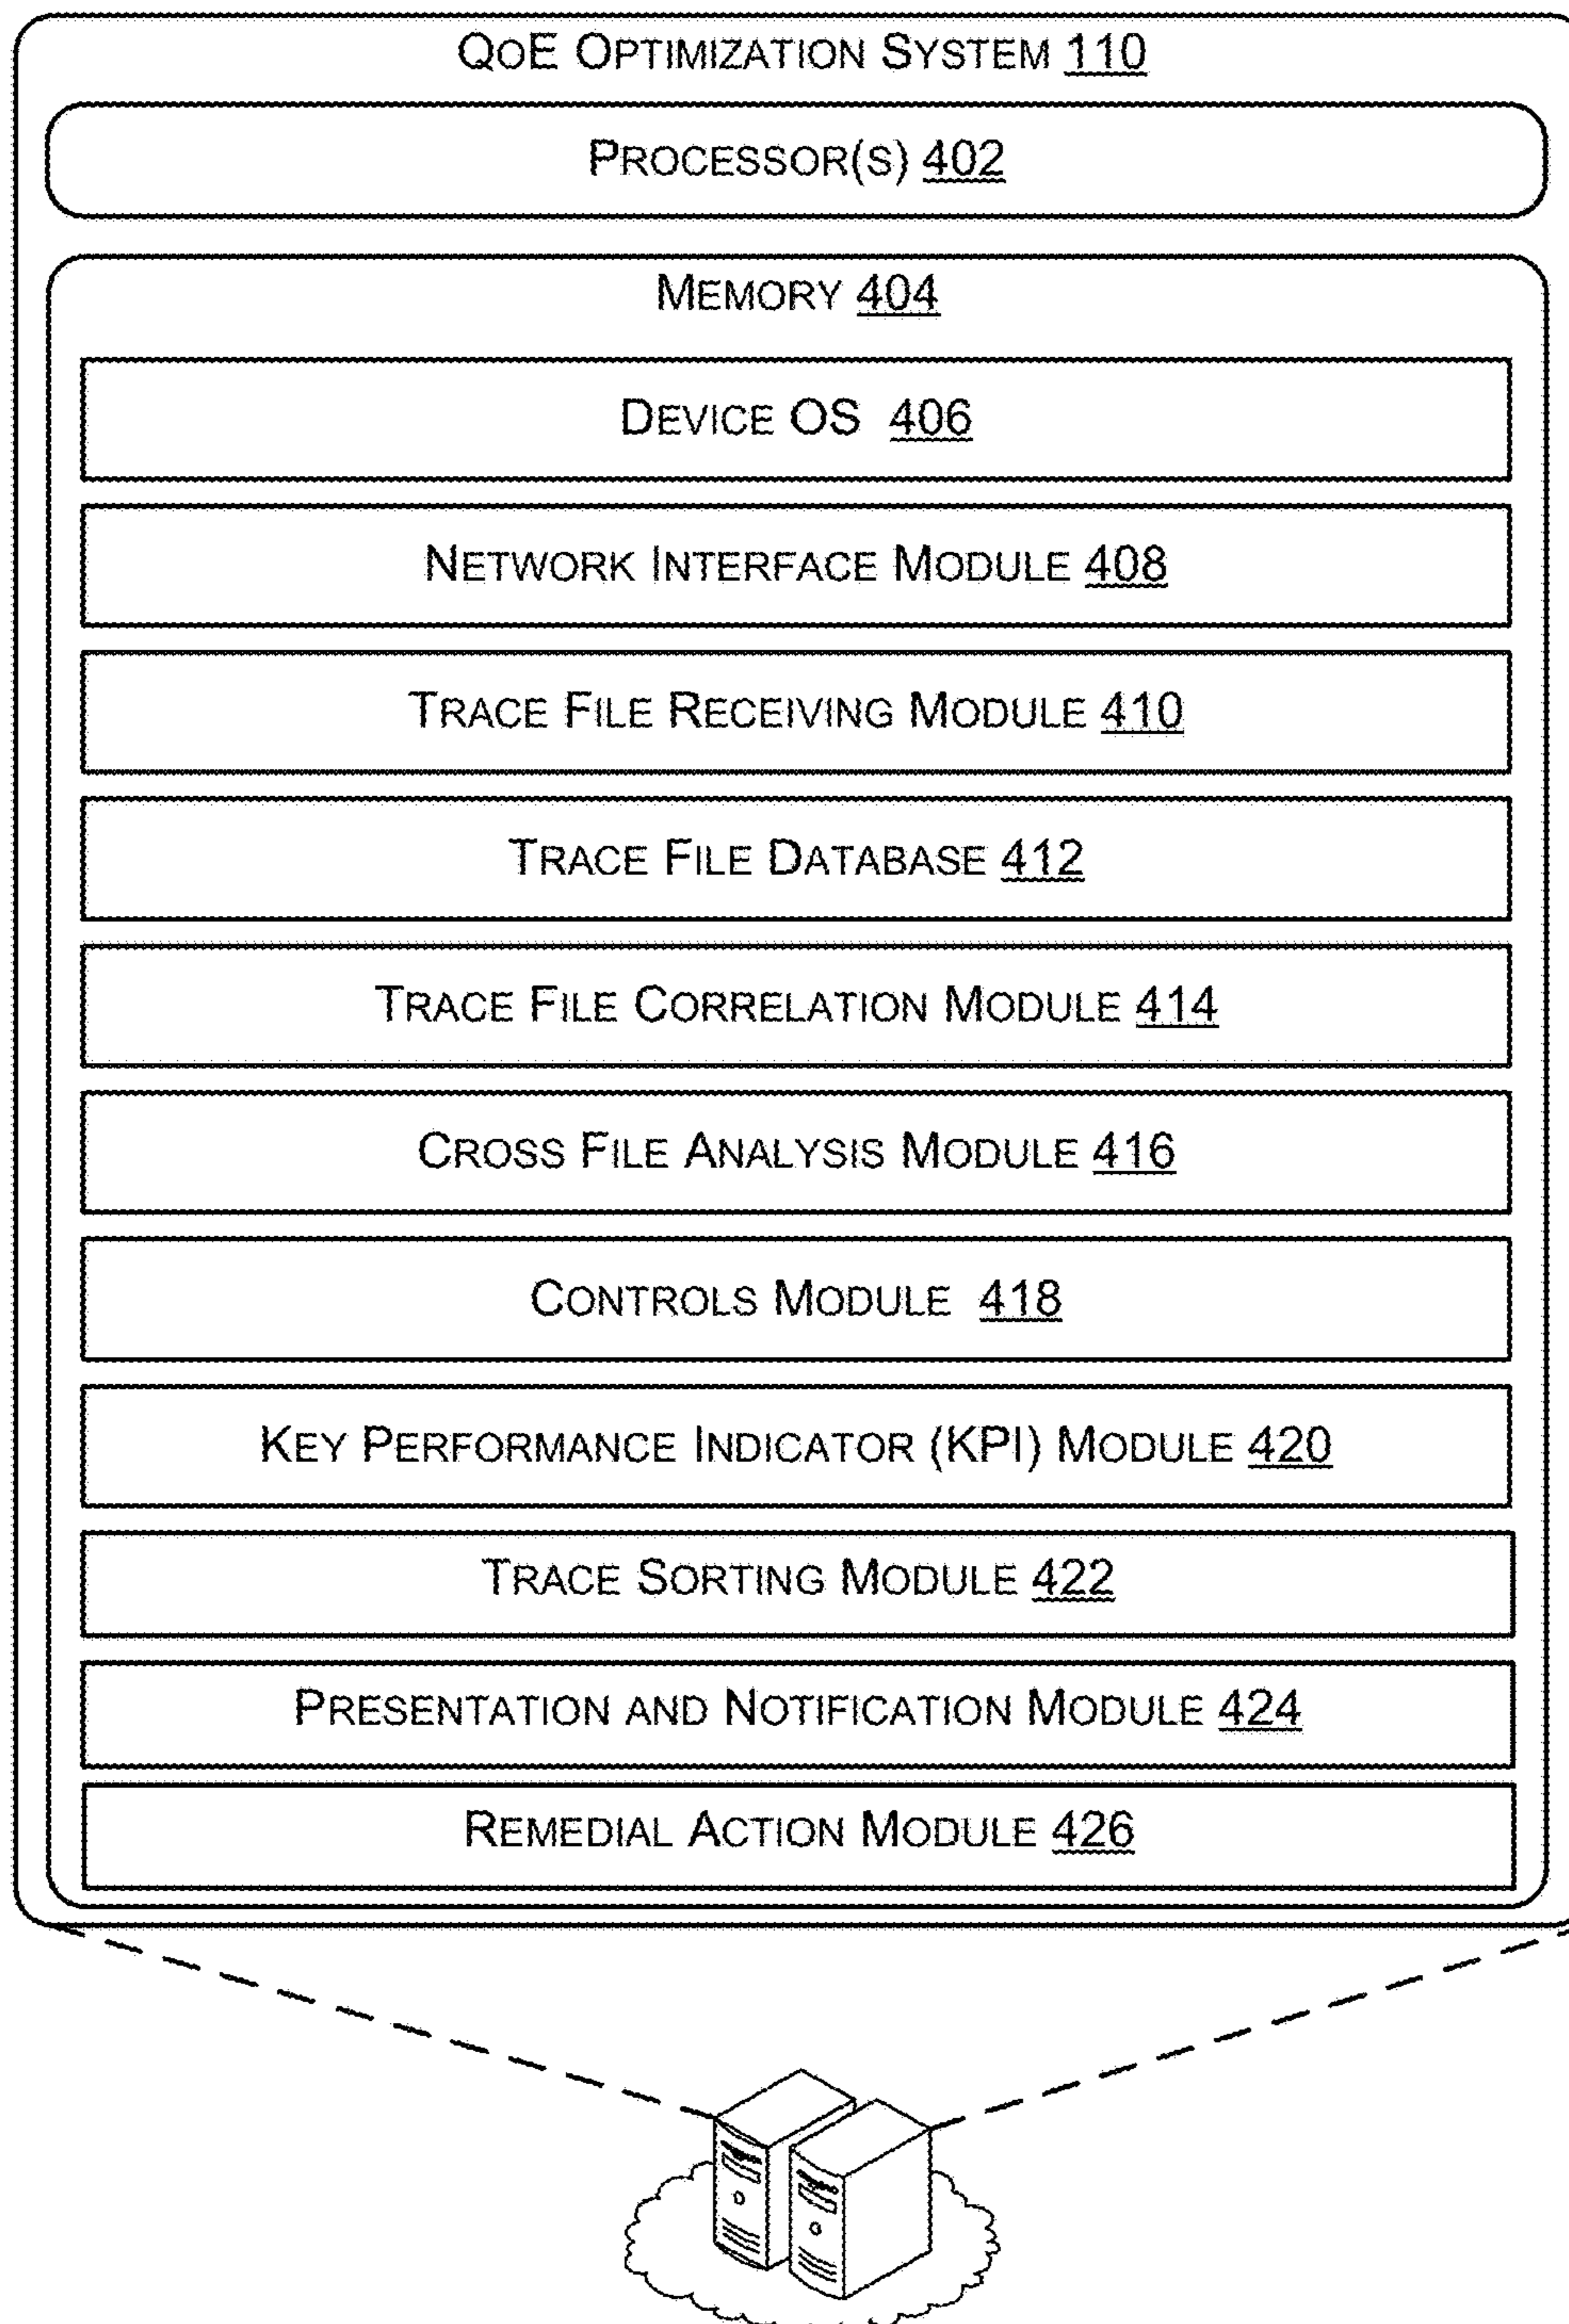 QOE OPTIMIZATION SYSTEM 110
PROCESSOR(S) 402
MEMORY 404
DEVICE OS 406
NETWORK INTERFACE MODULE 408
TRACE FILE RECEIVING MODULE 410
TRACE FILE DATABASE 412
TRACE FILE CORRELATION MODULE 414
CROSS FILE ANALYSIS MODULE 416
CONTROLS MODULE 418
KEY PERFORMANCE INDICATOR (KPI) MODULE 420
TRACE SORTING MODULE 422
PRESENTATION AND NOTIFICATION MODULE 424
REMEDIAL ACTION MODULE 426